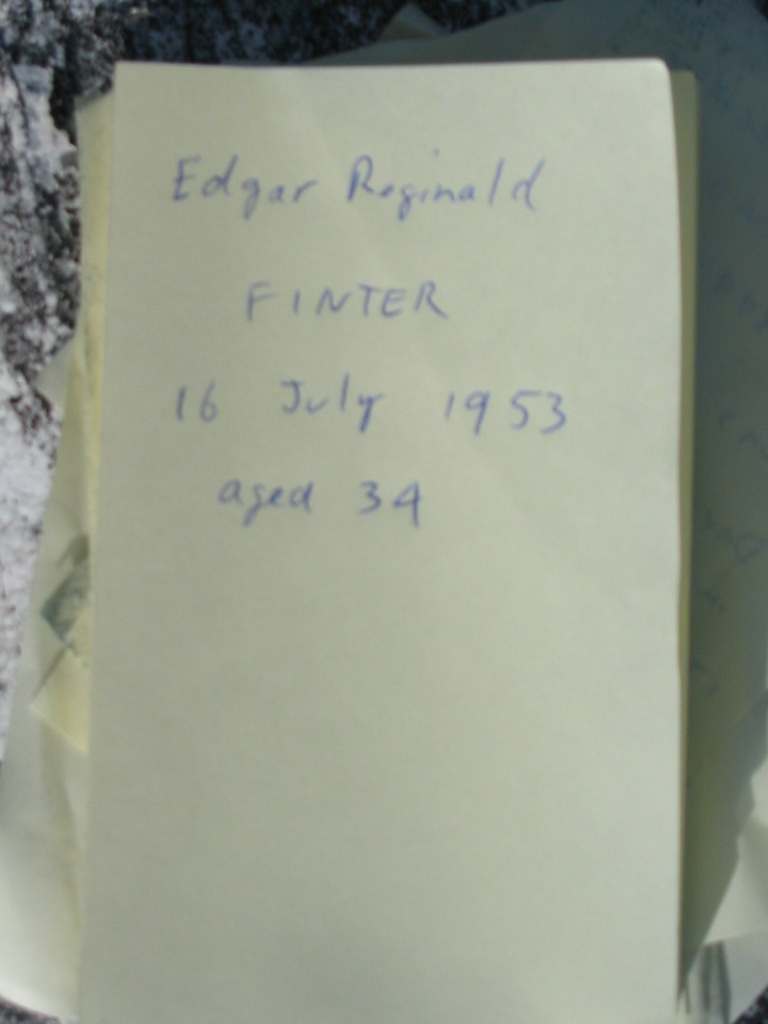 Edgar Reginald
FINTER
16 July 1953
aged 34